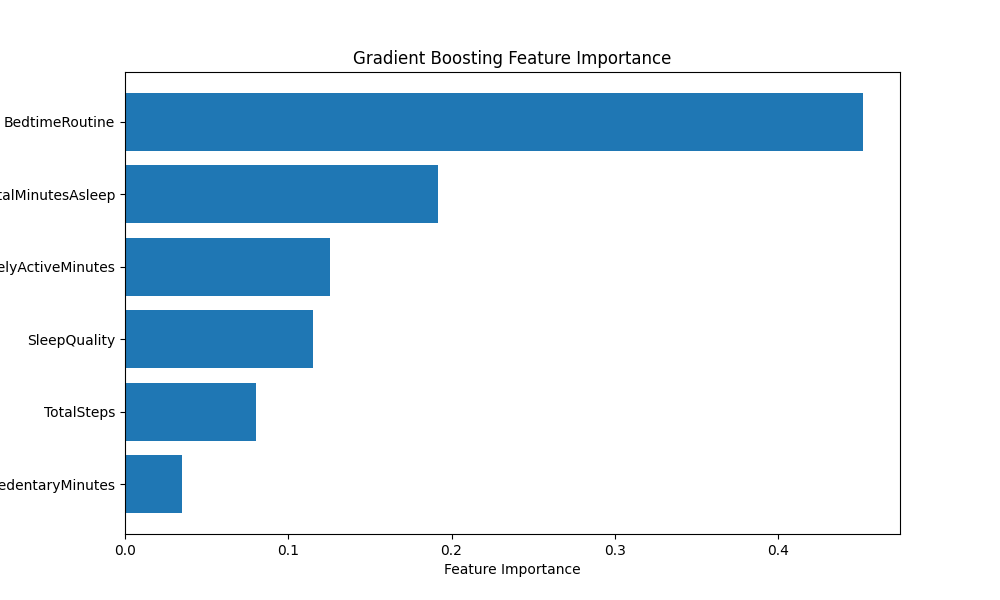 Gradient Boosting Feature Importance
BedtimeRoutine
talMinutesAsleep
elyActiveMinutes
SleepQuality
TotalSteps
edentaryMinutes
0.0 0.1 0.2 0.3 0.4
Feature Importance